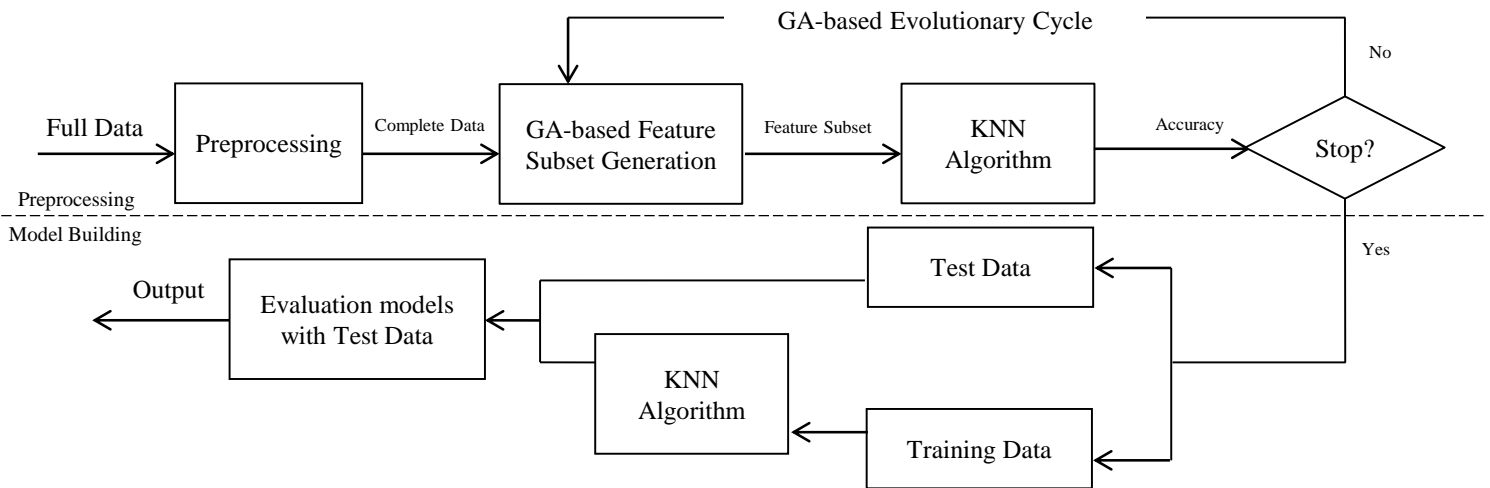 GA-based Evolutionary Cycle
No
Full Data
Preprocessing
Complete Data
GA-based Feature
Subset Generation
Feature Subset
KNN
Algorithm
Accuracy
Stop?
Preprocessing
Model Building
Yes
Test Data
Output
Evaluation models
with Test Data
KNN
Algorithm
Training Data